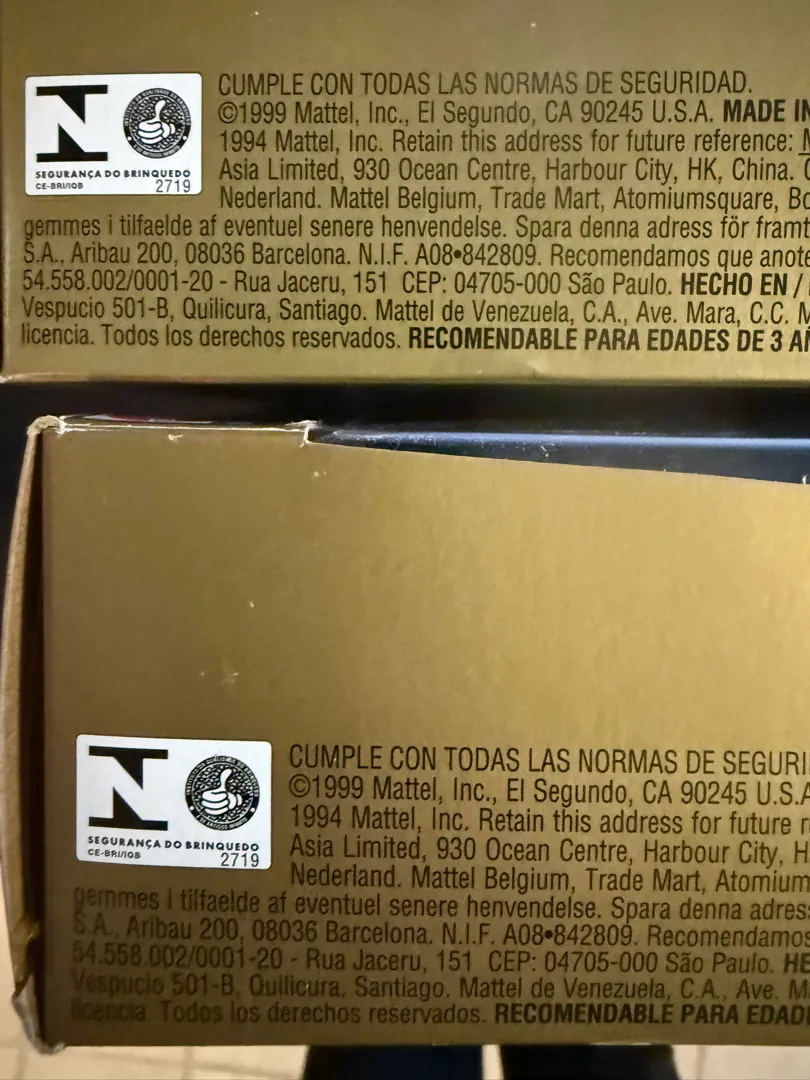 CUMPLE CON TODAS LAS NORMAS DE SEGURIDAD.
©1999 Mattel, Inc., El Segundo, CA 90245 U.S.A. MADE IN
1994 Mattel, Inc. Retain this address for future reference:
Asia Limited, 930 Ocean Centre, Harbour City, HK, China.
Nederland. Mattel Belgium, Trade Mart, Atomiumsquare,
SEGURANÇA DO BRINQUEDO
CE-BRI/IQB 2719
gemmes i tilfaelde af eventuel senere henvendelse. Spara denna adress för
S.A., Aribau 200, 08036 Barcelona. N.I.F. A08•842809. Recomendamos que
54.558.002/0001-20 - Rua Jaceru, 151 CEP: 04705-000 São Paulo. HECHO EN /
Vespucio 501-B, Quilicura, Santiago. Mattel de Venezuela, C.A., Ave. Mara, C.C.
licencia. Todos los derechos reservados. RECOMENDABLE PARA EDADES DE 3
CUMPLE CON TODAS LAS NORMAS DE
©1999 Mattel, Inc., El Segundo, CA 90245 U.S.A
1994 Mattel, Inc. Retain this address for future
Asia Limited, 930 Ocean Centre, Harbour City,
Nederland. Mattel Belgium, Trade Mart,
SEGURANÇA DO BRINQUEDO
CE-BRI/IQB 2719
gemmes i tilfaelde af eventuel senere henvendelse. Spara denna
S.A., Aribau 200, 08036 Barcelona. N.I.F. A08•842809.
54.558.002/0001-20 - Rua Jaceru, 151 CEP: 04705-000 São Paulo.
Vespucio 501-B, Quilicura, Santiago. Mattel de Venezuela, C.A., Ave.
licencia. Todos los derechos reservados. RECOMENDABLE PARA